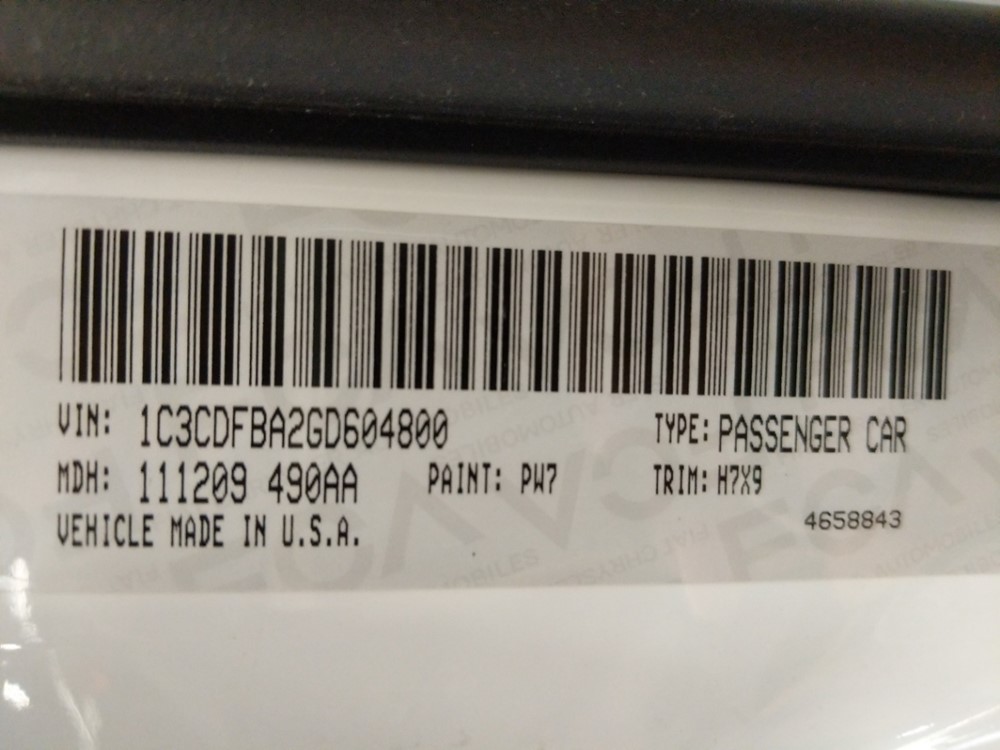 VIN: 1C3CDFBA2GD604800 TYPE: PASSENGER CAR
MDH: 111209 490AA PAINT: PW7 TRIM: H7X9
VEHICLE MADE IN U.S.A. 4658843